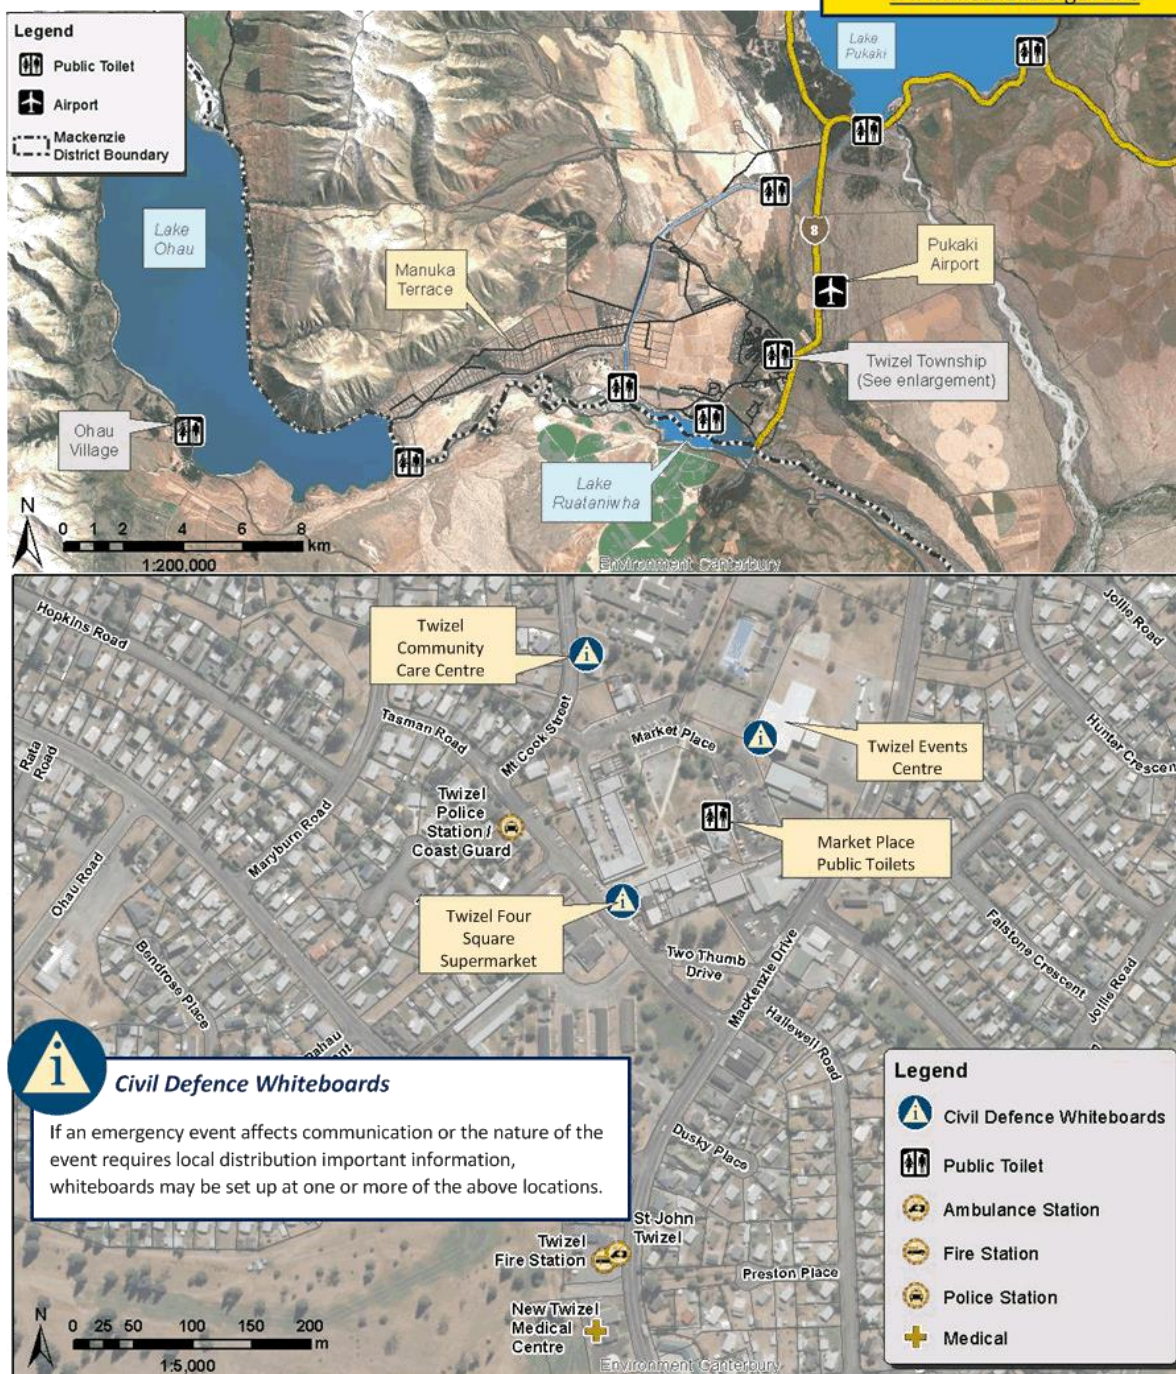 Legend
Public Toilet
Airport
Mackenzie
District Boundary
Lake
Pukaki
Lake
Ohau
8
Manuka
Terrace
Pukaki
Airport
Twizel Township
(See enlargement)
Ohau
Village
Lake
Ruataniwha
N
0 1 2 4 6 8
km
1:200,000
Environment Canterbury
Hopkins Road
Twizel
Community
Care Centre
Jollie Road
Tasman Road
Mt Cook Street
Market Place
Twizel Events
Centre
Hunter Crescent
Rata
Road
Twizel
Police
Station /
Coast Guard
Maryburn Road
Market Place
Public Toilets
Ohau Road
Twizel Four
Square
Supermarket
Bendrose Place
Two Thumb
Drive
MacKenzie Drive
Falstone Crescent
Jollie Road
Hallewell Road
Civil Defence Whiteboards
If an emergency event affects communication or the nature of the
event requires local distribution important information,
whiteboards may be set up at one or more of the above locations.
Dusky Place
St John
Twizel
Twizel
Fire Station
Preston Place
New Twizel
Medical
Centre
N
0 25 50 100 150 200
m
1:5,000
Environment Canterbury
Legend
Civil Defence Whiteboards
Public Toilet
Ambulance Station
Fire Station
Police Station
Medical